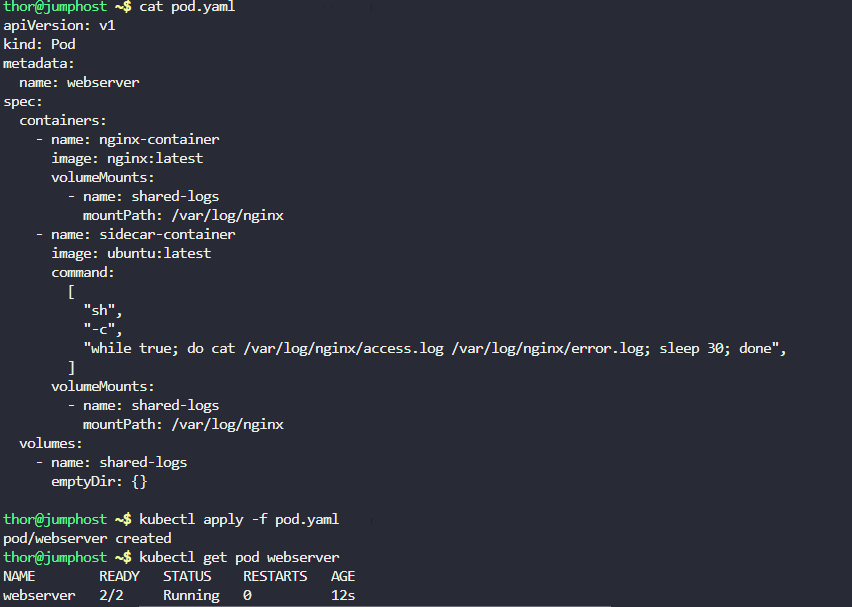 thor@jumphost ~$ cat pod.yaml
apiVersion: v1
kind: Pod
metadata:
  name: webserver
spec:
  containers:
    - name: nginx-container
      image: nginx:latest
      volumeMounts:
        - name: shared-logs
          mountPath: /var/log/nginx
    - name: sidecar-container
      image: ubuntu:latest
      command:
        [
          "sh",
          "-c",
          "while true; do cat /var/log/nginx/access.log /var/log/nginx/error.log; sleep 30; done",
        ]
      volumeMounts:
        - name: shared-logs
          mountPath: /var/log/nginx
  volumes:
    - name: shared-logs
      emptyDir: {}

thor@jumphost ~$ kubectl apply -f pod.yaml
pod/webserver created
thor@jumphost ~$ kubectl get pod webserver
NAME        READY   STATUS    RESTARTS   AGE
webserver   2/2     Running   0          12s